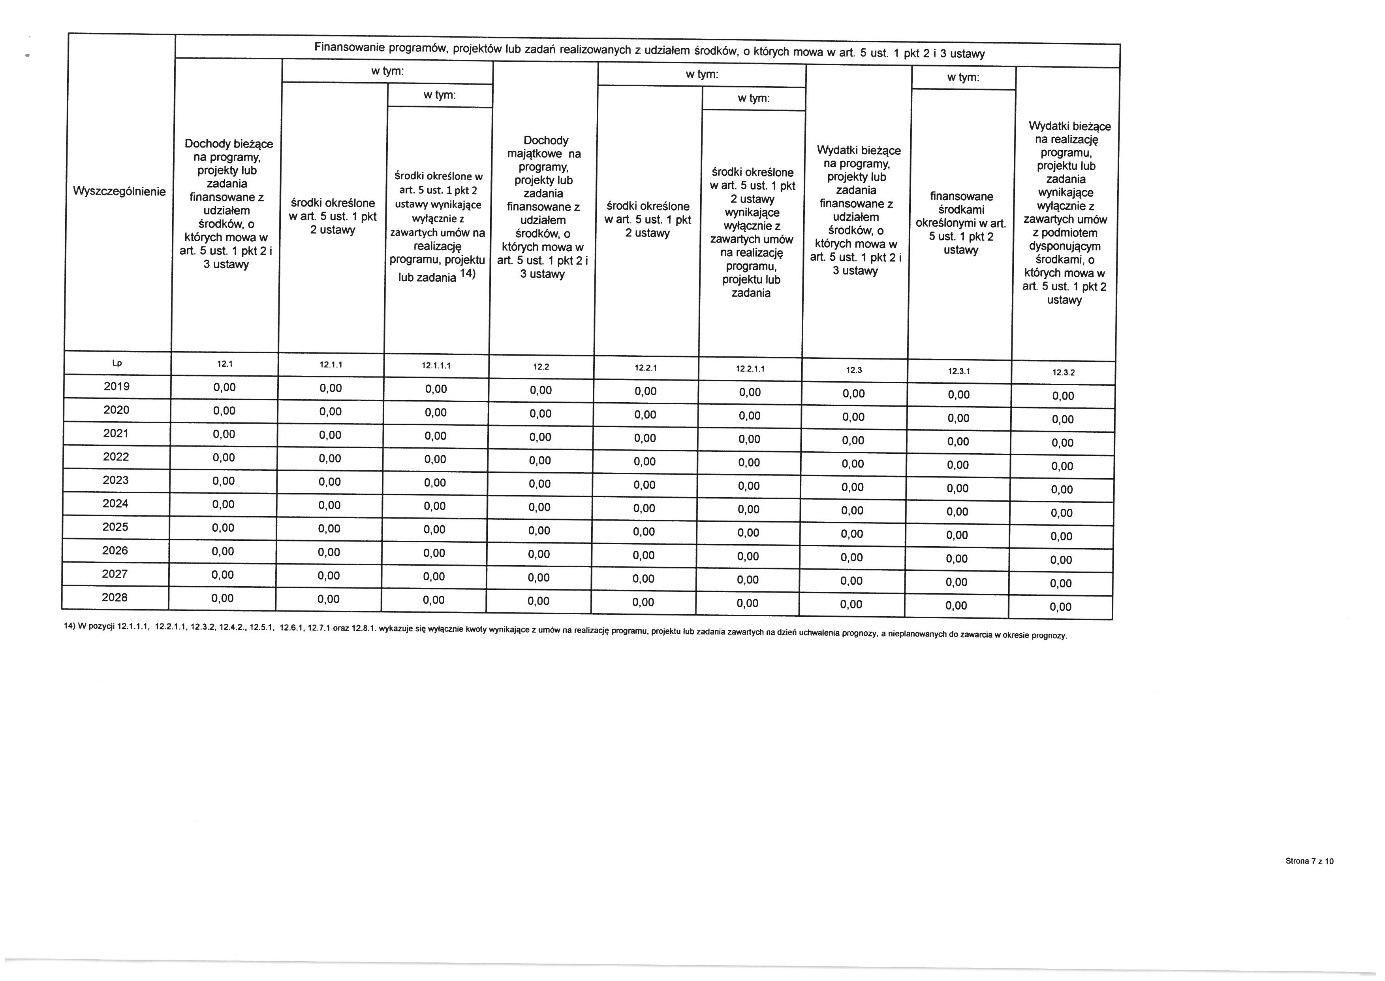 Finansowanie programów, projektów lub zadań realizowanych z udziałem środków, o których mowa w art. 5 ust. 1 pkt 2 i 3 ustawy
w tym:
w tym:
w tym:
w tym:
w tym:
Wyszczególnienie
Dochody bieżące
na programy,
projekty lub
zadania
finansowane z
udziałem
środków, o
których mowa w
art. 5 ust. 1 pkt 2 i
3 ustawy
środki określone
w art. 5 ust. 1 pkt
2 ustawy
środki określone w
art. 5 ust. 1 pkt 2
ustawy wynikające
wyłącznie z
zawartych umów na
realizację
programu, projektu
lub zadania 14)
Dochody
majątkowe na
programy,
projekty lub
zadania
finansowane z
udziałem
środków, o
których mowa w
art. 5 ust. 1 pkt 2 i
3 ustawy
środki określone
w art. 5 ust. 1 pkt
2 ustawy
środki określone
w art. 5 ust. 1 pkt
2 ustawy
wynikające
wyłącznie z
zawartych umów
na realizację
programu,
projektu lub
zadania
Wydatki bieżące
na programy,
projekty lub
zadania
finansowane z
udziałem
środków, o
których mowa w
art. 5 ust. 1 pkt 2 i
3 ustawy
finansowane
środkami
określonymi w art.
5 ust. 1 pkt 2
ustawy
Wydatki bieżące
na realizację
programu,
projektu lub
zadania
wynikające
wyłącznie z
zawartych umów
z podmiotem
dysponującym
środkami, o
których mowa w
art. 5 ust. 1 pkt 2
ustawy
Lp 12.1 12.1.1 12.1.1.1 12.2 12.2.1 12.2.1.1 12.3 12.3.1 12.3.2
2019 0,00 0,00 0,00 0,00 0,00 0,00 0,00 0,00 0,00
2020 0,00 0,00 0,00 0,00 0,00 0,00 0,00 0,00 0,00
2021 0,00 0,00 0,00 0,00 0,00 0,00 0,00 0,00 0,00
2022 0,00 0,00 0,00 0,00 0,00 0,00 0,00 0,00 0,00
2023 0,00 0,00 0,00 0,00 0,00 0,00 0,00 0,00 0,00
2024 0,00 0,00 0,00 0,00 0,00 0,00 0,00 0,00 0,00
2025 0,00 0,00 0,00 0,00 0,00 0,00 0,00 0,00 0,00
2026 0,00 0,00 0,00 0,00 0,00 0,00 0,00 0,00 0,00
2027 0,00 0,00 0,00 0,00 0,00 0,00 0,00 0,00 0,00
2028 0,00 0,00 0,00 0,00 0,00 0,00 0,00 0,00 0,00
14) W pozycji 12.1.1.1, 12.2.1.1, 12.3.2, 12.4.2., 12.5.1, 12.6.1, 12.7.1 oraz 12.8.1. wykazuje się wyłącznie kwoty wynikające z umów na realizację programu, projektu lub zadania zawartych na dzień uchwalenia prognozy, a nieplanowanych do zawarcia w okresie prognozy.
Strona 7 z 10